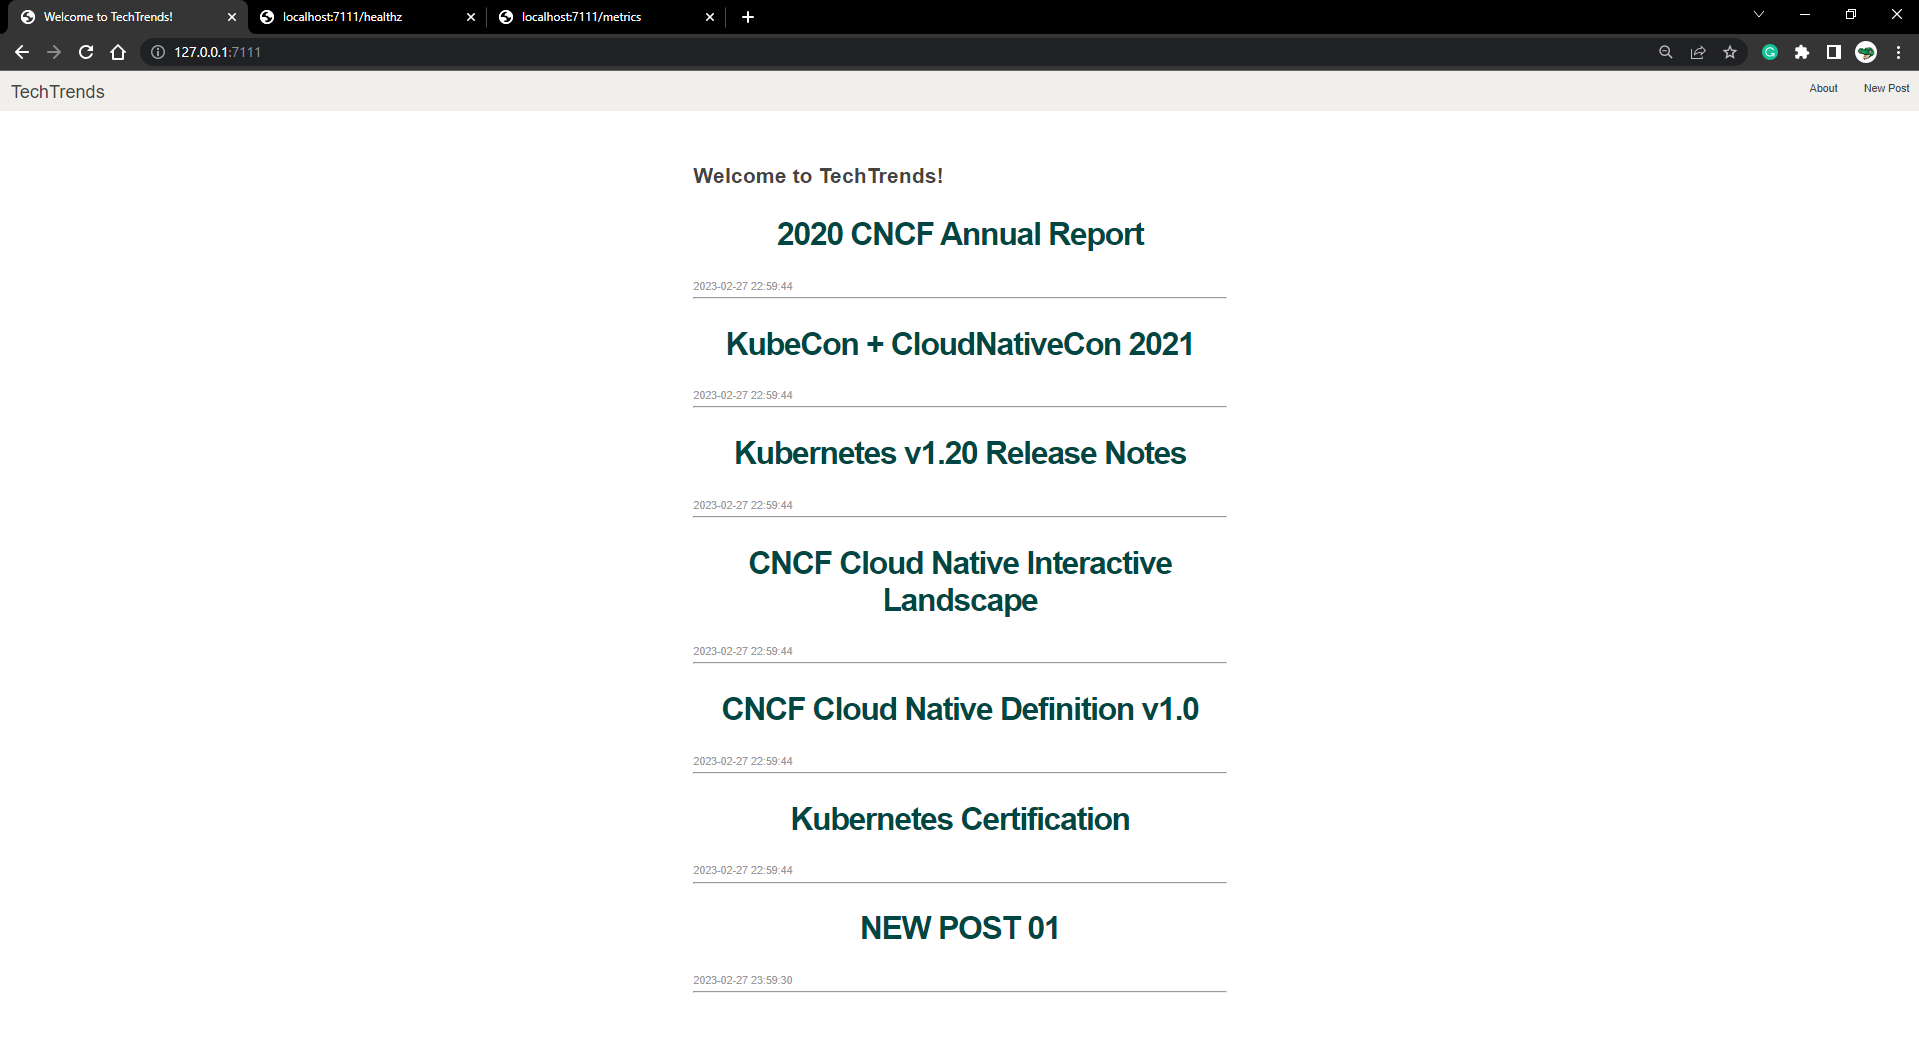 Welcome to TechTrends!
localhost:7111/healthz
localhost:7111/metrics
127.0.0.1:7111
TechTrends
About
New Post
Welcome to TechTrends!
2020 CNCF Annual Report
2023-02-27 22:59:44
KubeCon + CloudNativeCon 2021
2023-02-27 22:59:44
Kubernetes v1.20 Release Notes
2023-02-27 22:59:44
CNCF Cloud Native Interactive
Landscape
2023-02-27 22:59:44
CNCF Cloud Native Definition v1.0
2023-02-27 22:59:44
Kubernetes Certification
2023-02-27 22:59:44
NEW POST 01
2023-02-27 23:59:30